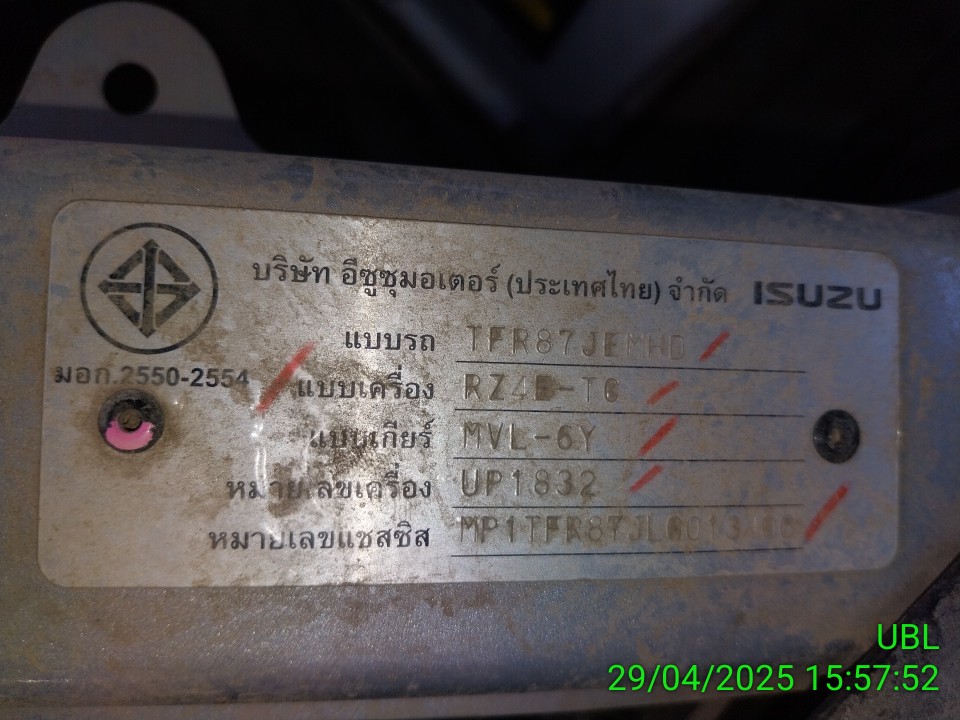 บริษัท อีซูซุมอเตอร์ (ประเทศไทย) จำกัด ISUZU
แบบรถ TFR87JEMHD
มอก.2550-2554
แบบเครื่อง RZ4E-TC
แบบเกียร์ MVL-6Y
หมายเลขเครื่อง UP1832
หมายเลขแชสซิส
UBL
29/04/2025 15:57:52